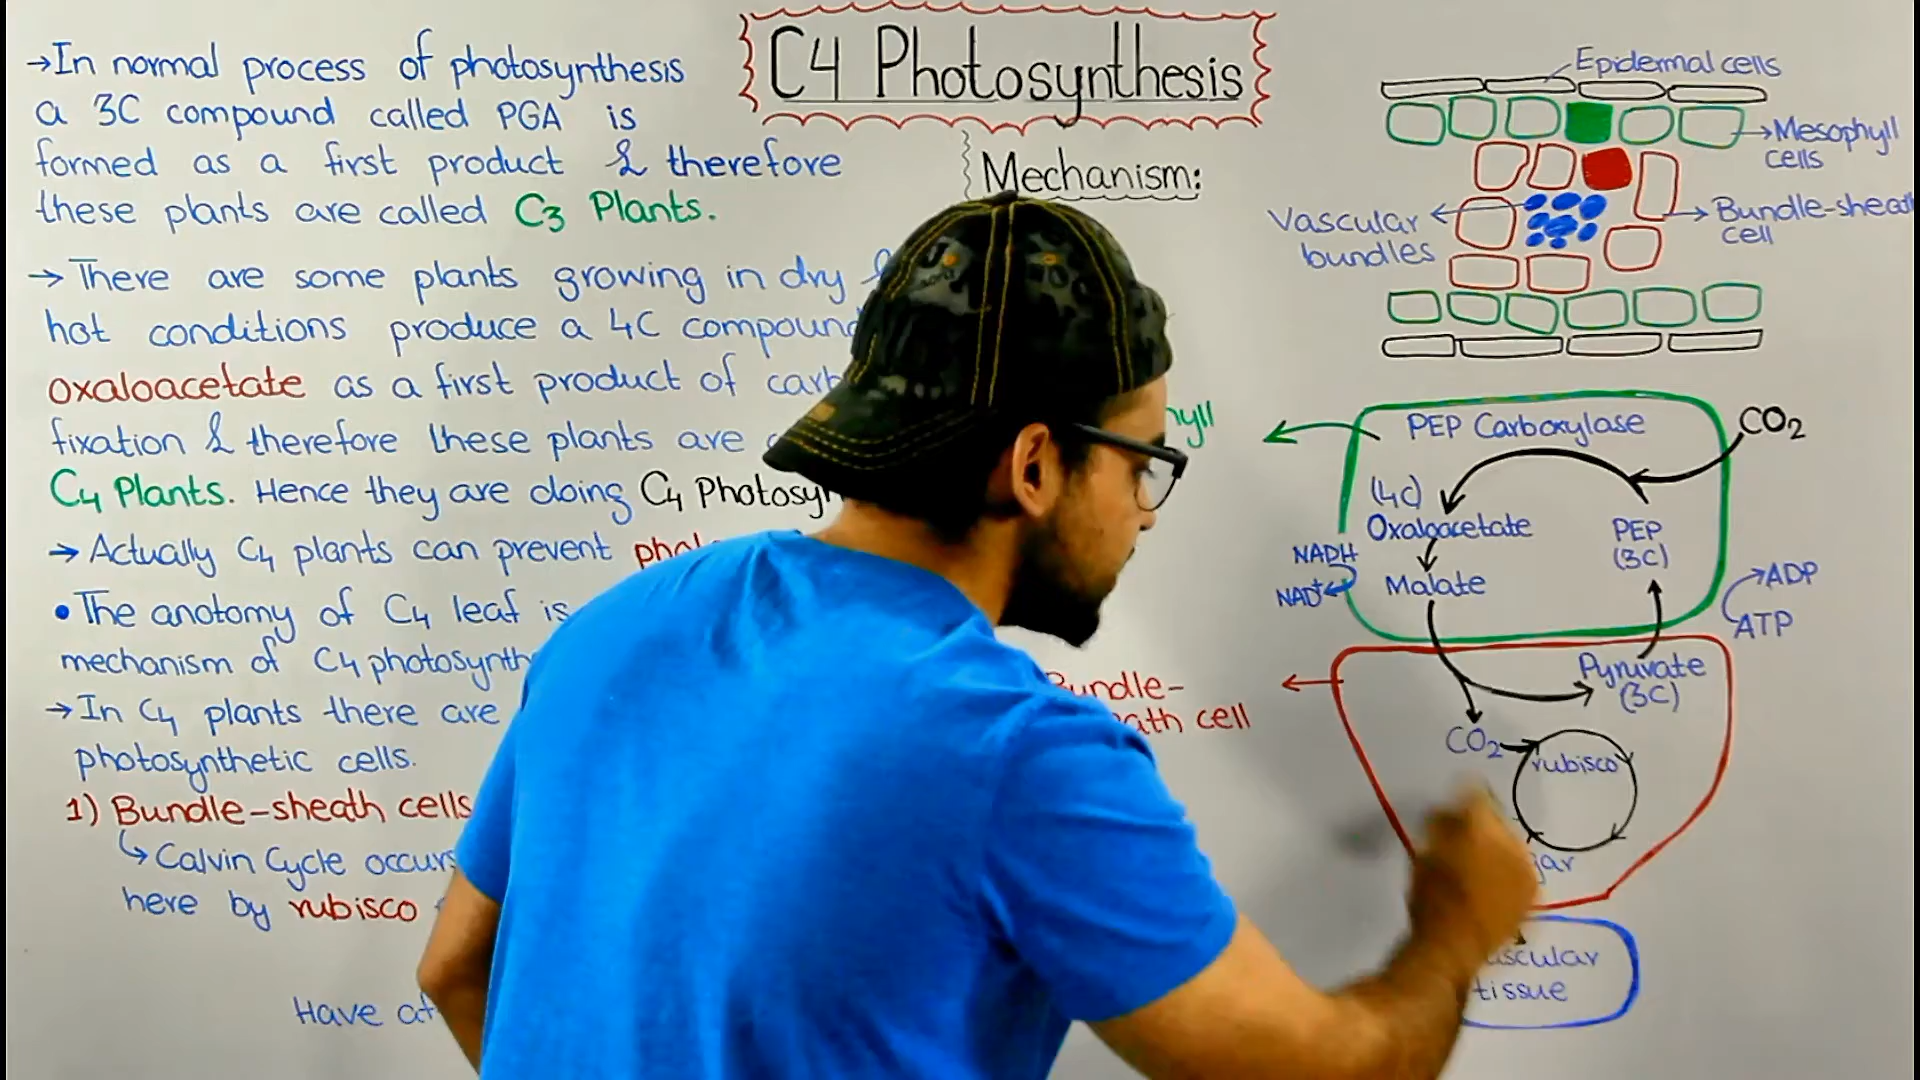 C4 Photosynthesis
→In normal process of photosynthesis
a 3C compound called PGA is
formed as a first product & therefore
these plants are called C3 Plants.
→ There are some plants growing in dry
hot conditions produce a 4C compound
oxaloacetate as a first product of
fixation & therefore these plants are
C4 Plants. Hence they are doing C4
→ Actually C4 plants can prevent
• The anotomy of C4 leaf is
mechanism of C4
→In C4 plants there are
photosynthetic cells.
1) Bundle-sheath cells
↳ Calvin Cycle occurs
here by rubisco
Have
Mechanism:
Epidermal cells
Mesophyll
cells
Vascular
bundles
Bundle-sheath
cell
PEP Carboxylase
CO2
(4C)
Oxaloacetate
PEP
(3C)
NADH
NAD+
Malate
ADP
ATP
Bundle-
cell
Pyruvate
(3C)
CO2
rubisco
tissue